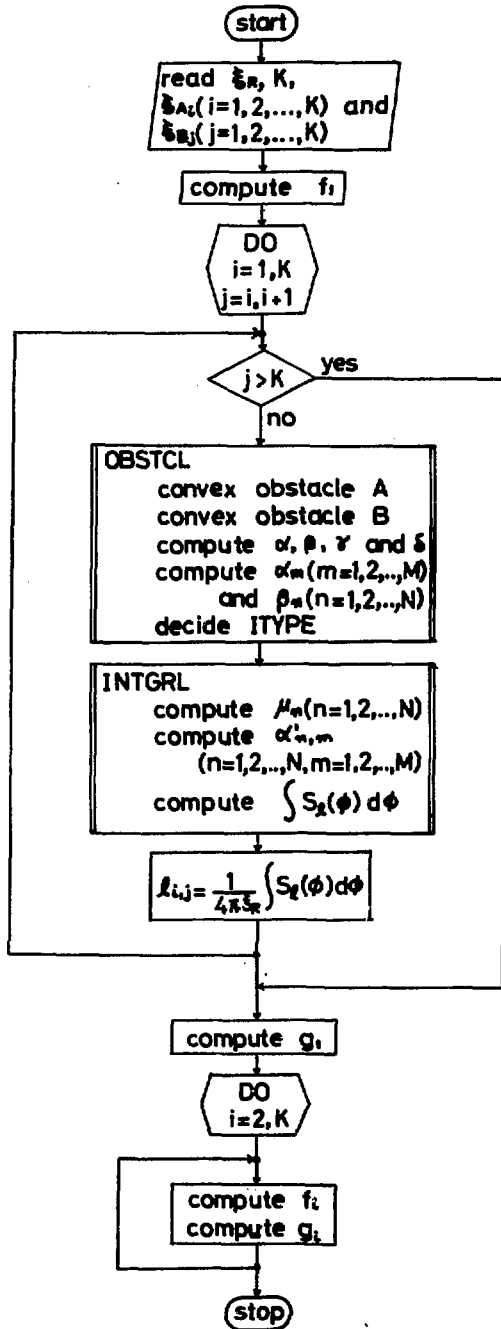 start
read ξR, K,
ξAi(i=1,2,...,K) and
ξBj(j=1,2,...,K)
compute f₁
DO
i=1,K
j=i,i+1
yes
j>K
no
OBSTCL
convex obstacle A
convex obstacle B
compute α, β, γ and δ
compute αm(m=1,2,..,M)
and βn(n=1,2,..,N)
decide ITYPE
INTGRL
compute μn(n=1,2,..,N)
compute α'n,m
(n=1,2,..,N,m=1,2,..,M)
compute ∫Sℓ(φ)dφ
ℓi,j= 1/4πξR ∫Sℓ(φ)dφ
compute g₁
DO
i=2,K
compute fi
compute gi
stop